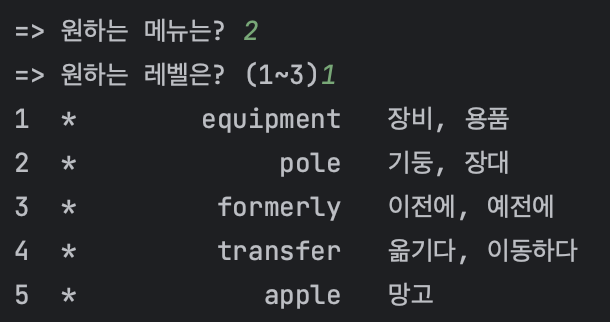 => 원하는 메뉴는? 2
=> 원하는 레벨은? (1~3)1
1 * equipment 장비, 용품
2 * pole 기둥, 장대
3 * formerly 이전에, 예전에
4 * transfer 옮기다, 이동하다
5 * apple 망고